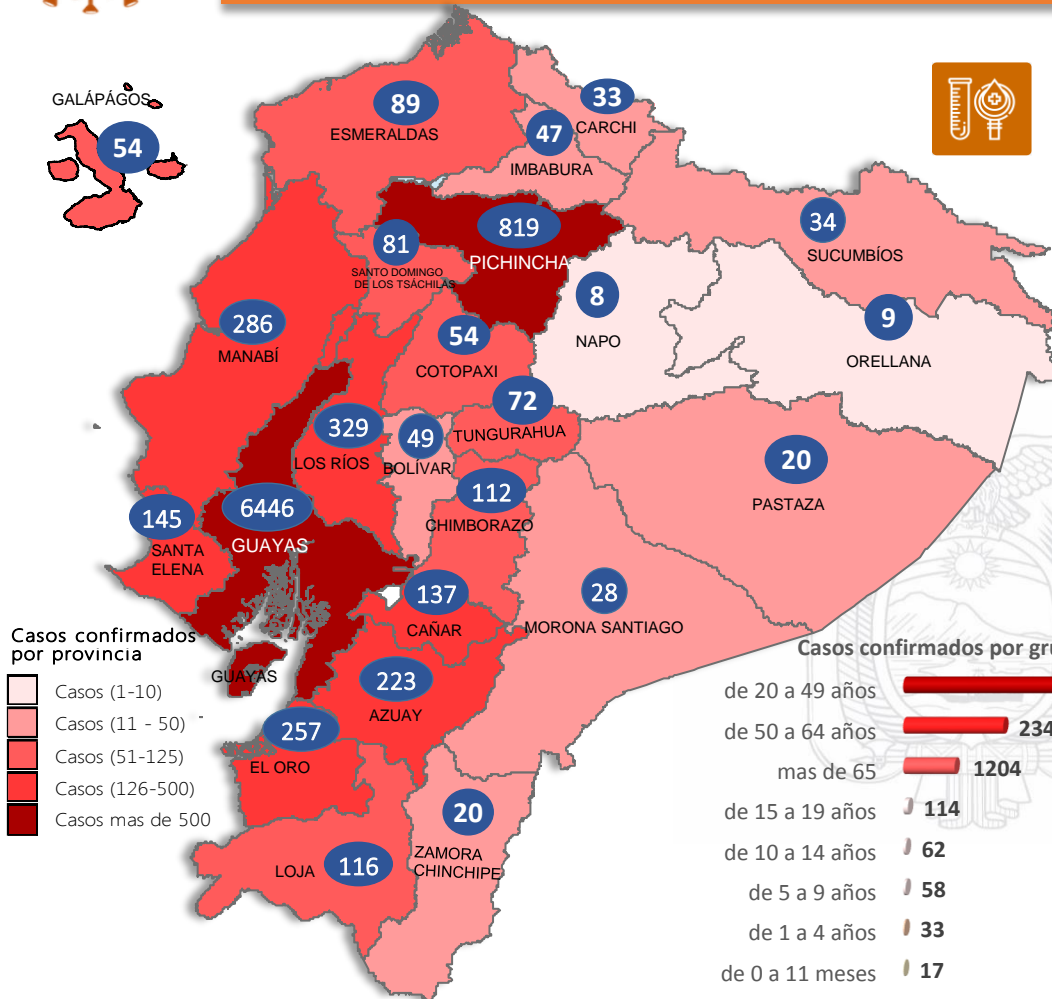 GALÁPÁGOS
54
89
ESMERALDAS
33
CARCHI
47
IMBABURA
819
PICHINCHA
81
SANTO DOMINGO
DE LOS TSÁCHILAS
34
SUCUMBÍOS
8
NAPO
9
ORELLANA
286
MANABÍ
54
COTOPAXI
72
TUNGURAHUA
329
LOS RÍOS
49
BOLÍVAR
20
PASTAZA
112
CHIMBORAZO
6446
GUAYAS
145
SANTA
ELENA
137
CAÑAR
28
MORONA SANTIAGO
GUAYAS
223
AZUAY
257
EL ORO
20
ZAMORA
CHINCHIPE
LOJA
116
Casos confirmados
por provincia
Casos (1-10)
Casos (11 - 50)
Casos (51-125)
Casos (126-500)
Casos mas de 500
Casos confirmados por gru
de 20 a 49 años
de 50 a 64 años 234
mas de 65 1204
de 15 a 19 años 114
de 10 a 14 años 62
de 5 a 9 años 58
de 1 a 4 años 33
de 0 a 11 meses 17